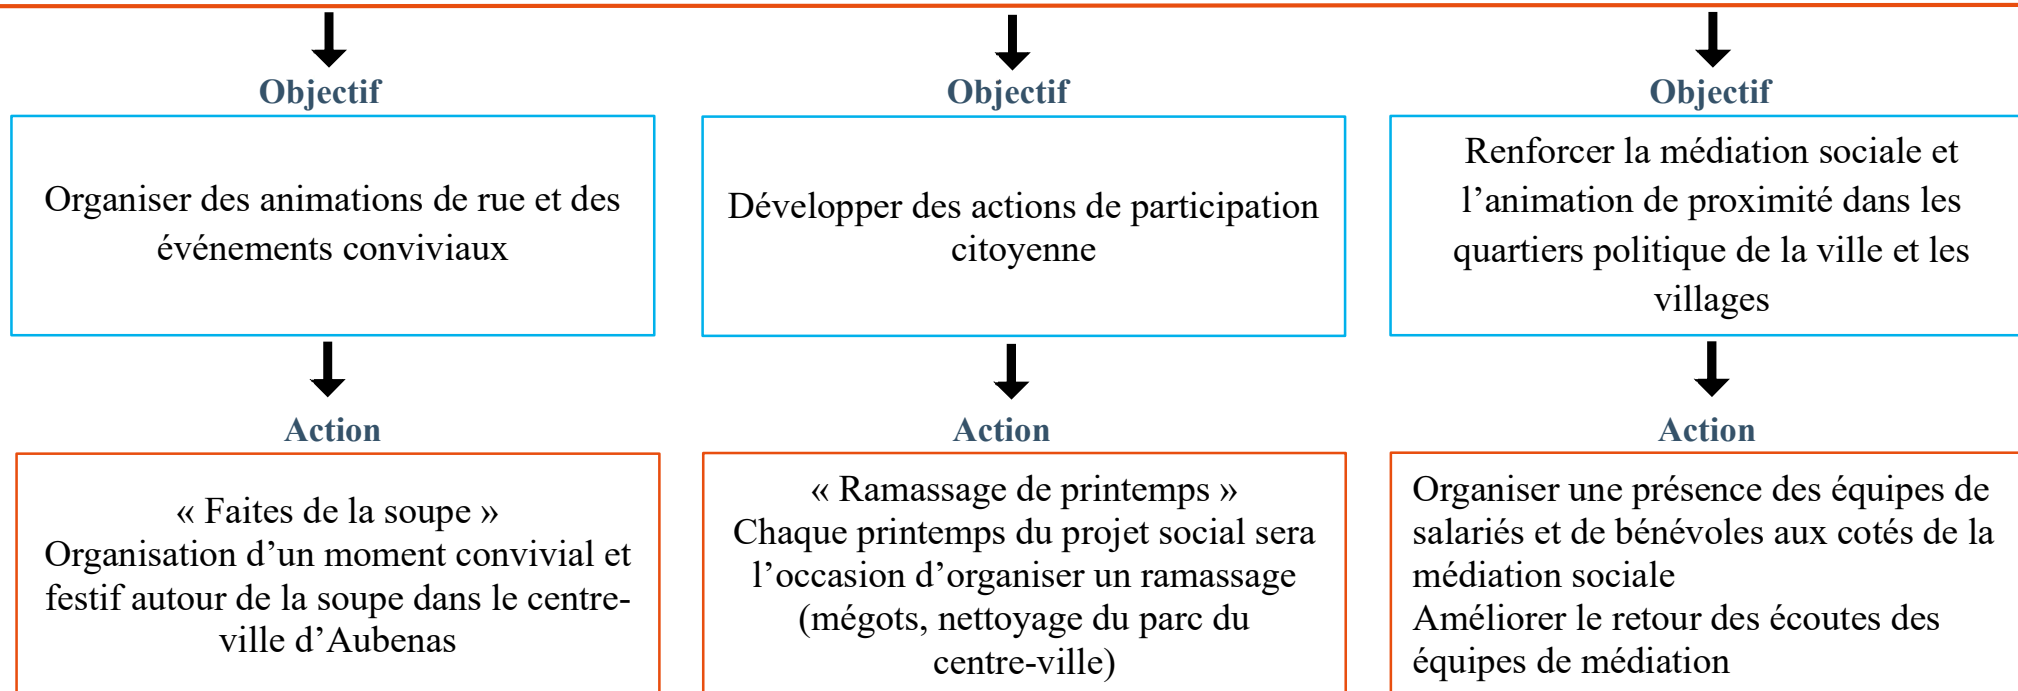 Objectif
Organiser des animations de rue et des
événements conviviaux
Action
« Faites de la soupe »
Organisation d’un moment convivial et
festif autour de la soupe dans le centre-
ville d’Aubenas
Objectif
Développer des actions de participation
citoyenne
Action
« Ramassage de printemps »
Chaque printemps du projet social sera
l’occasion d’organiser un ramassage
(mégots, nettoyage du parc du
centre-ville)
Objectif
Renforcer la médiation sociale et
l’animation de proximité dans les
quartiers politique de la ville et les
villages
Action
Organiser une présence des équipes de
salariés et de bénévoles aux cotés de la
médiation sociale
Améliorer le retour des écoutes des
équipes de médiation